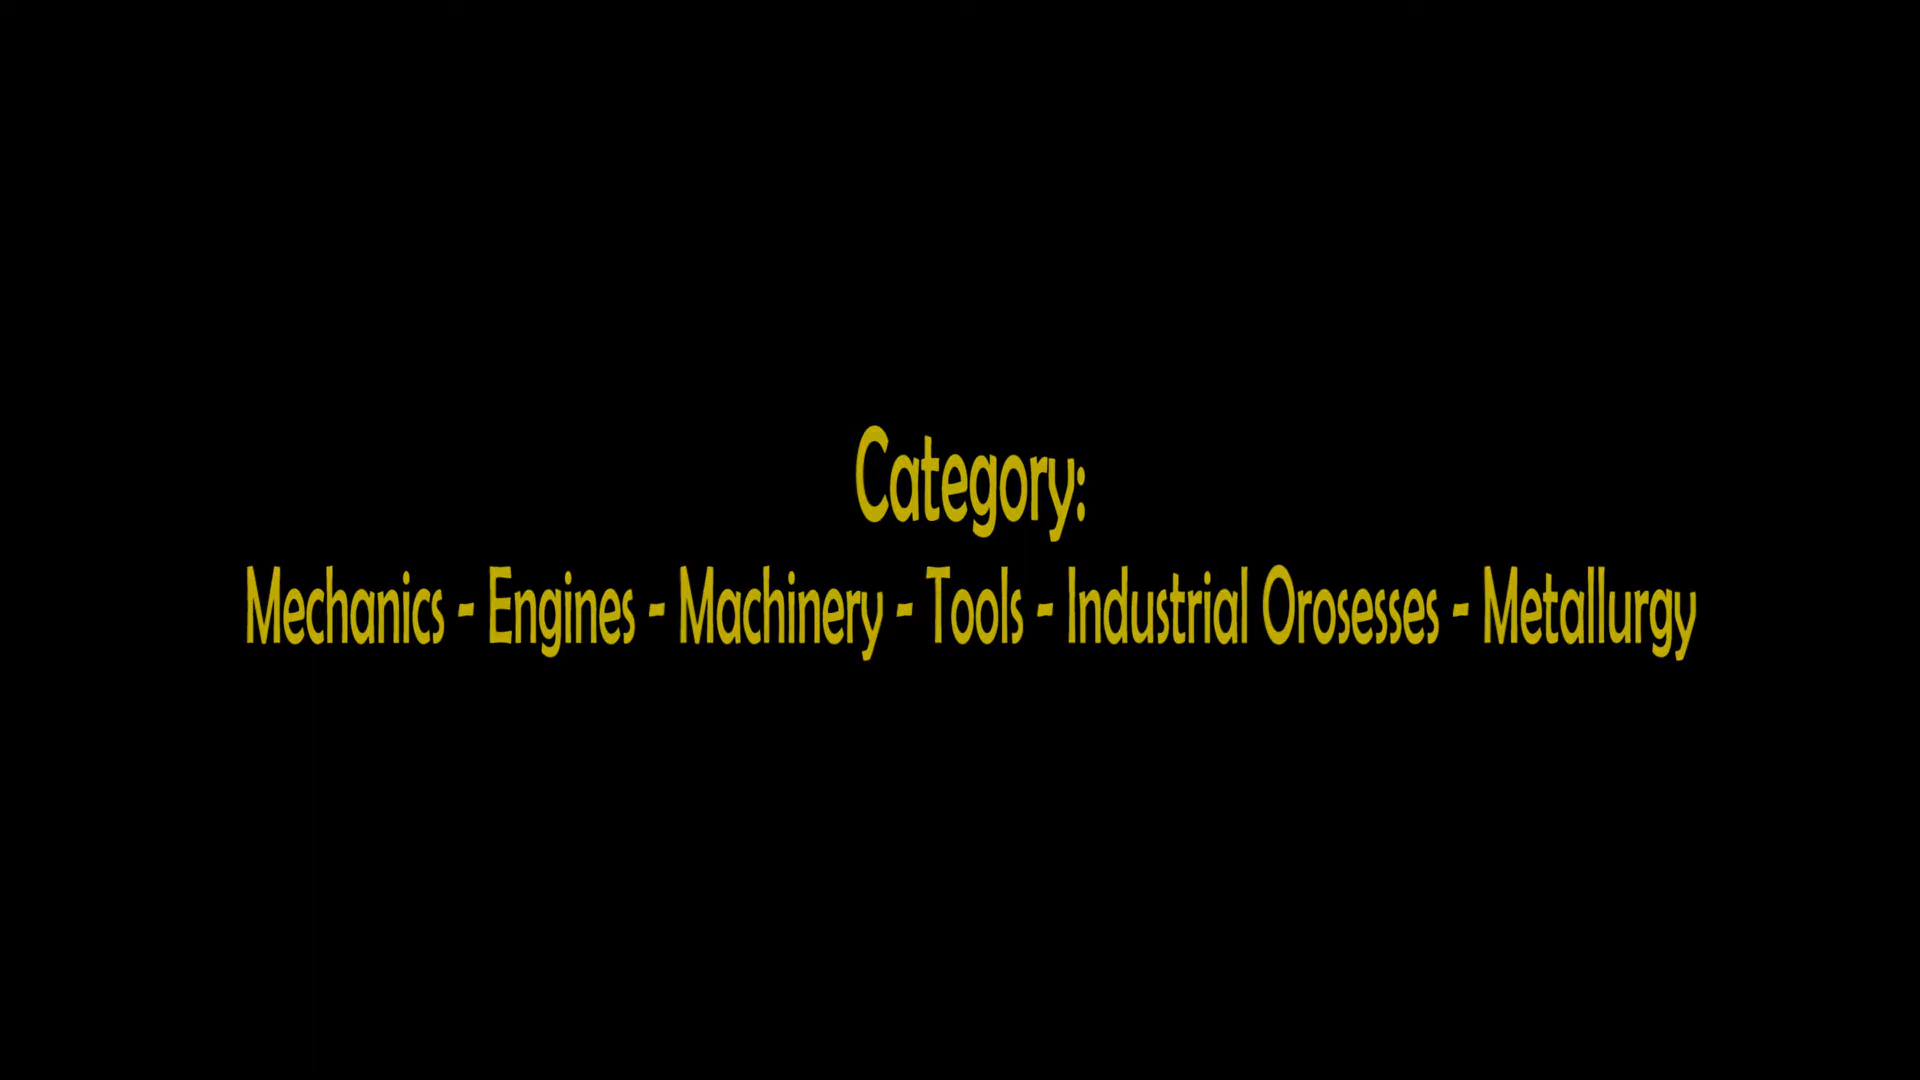 Category:
Mechanics - Engines - Machinery - Tools - Industrial Orosesses - Metallurgy